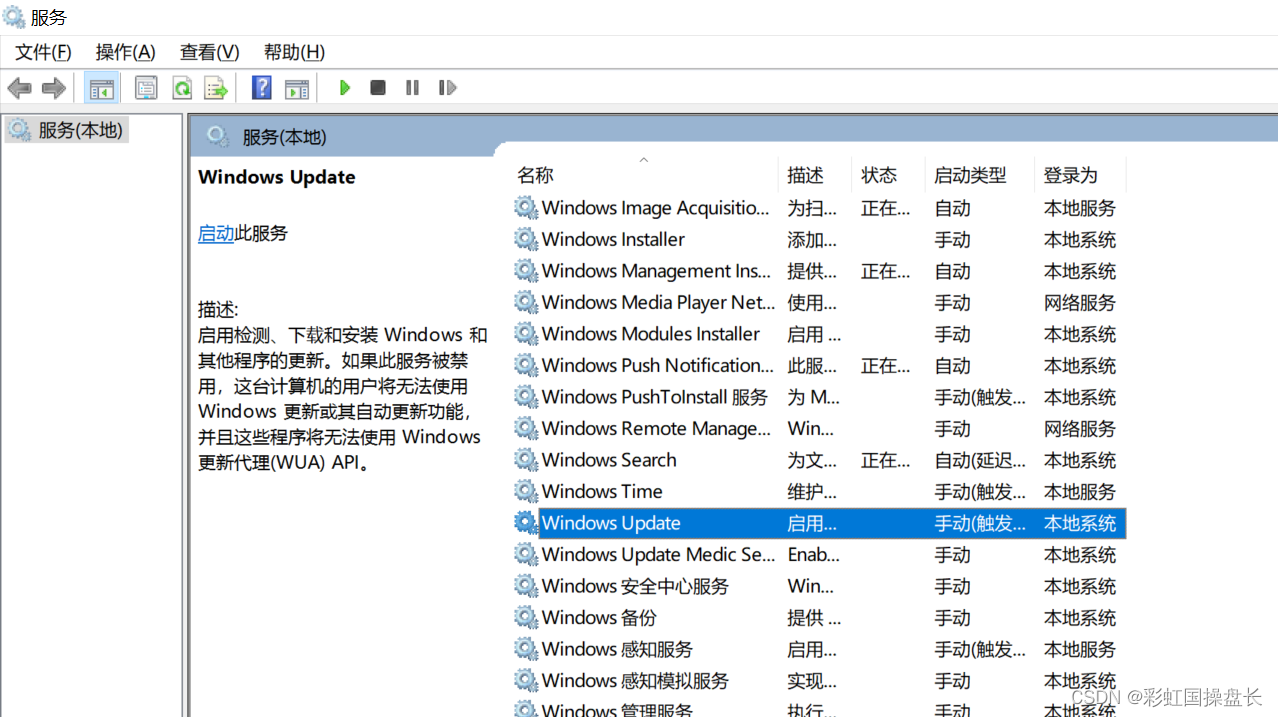 服务
文件(F) 操作(A) 查看(V) 帮助(H)
服务(本地)
服务(本地)
Windows Update
启动此服务
描述:
启用检测、下载和安装 Windows 和
其他程序的更新。如果此服务被禁
用，这台计算机的用户将无法使用
Windows 更新或其自动更新功能，
并且这些程序将无法使用 Windows
更新代理(WUA) API。
名称 描述 状态 启动类型 登录为
Windows Image Acquisitio... 为扫... 正在... 自动 本地服务
Windows Installer 添加... 手动 本地系统
Windows Management Ins... 提供... 正在... 自动 本地系统
Windows Media Player Net... 使用... 手动 网络服务
Windows Modules Installer 启用 ... 手动 本地系统
Windows Push Notification... 此服... 正在... 自动 本地系统
Windows PushToInstall 服务 为 M... 手动(触发... 本地系统
Windows Remote Manage... Win... 手动 网络服务
Windows Search 为文... 正在... 自动(延迟... 本地系统
Windows Time 维护... 手动(触发... 本地服务
Windows Update 启用... 手动(触发... 本地系统
Windows Update Medic Se... Enab... 手动 本地系统
Windows 安全中心服务 Win... 手动 本地系统
Windows 备份 提供 ... 手动 本地系统
Windows 感知服务 启用... 手动(触发... 本地服务
Windows 感知模拟服务 实现... 手动 本地系统
Windows 管理服务 执行... 手动 本地系统
CSDN @彩虹国操盘长